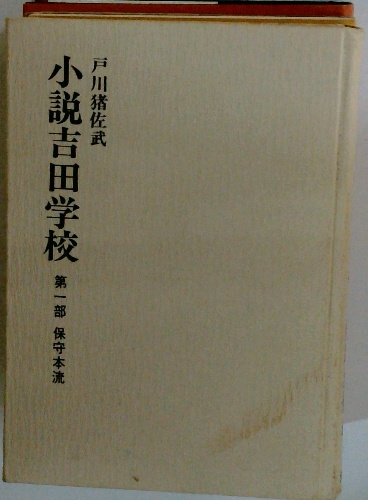 戸川猪佐武
小説吉田学校
第一部 保守本流